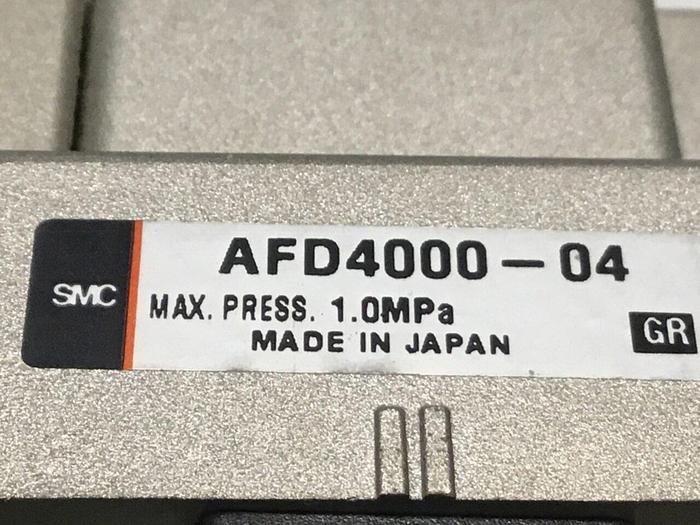 AFD4000-04
SMC
MAX. PRESS. 1.0MPa
GR
MADE IN JAPAN